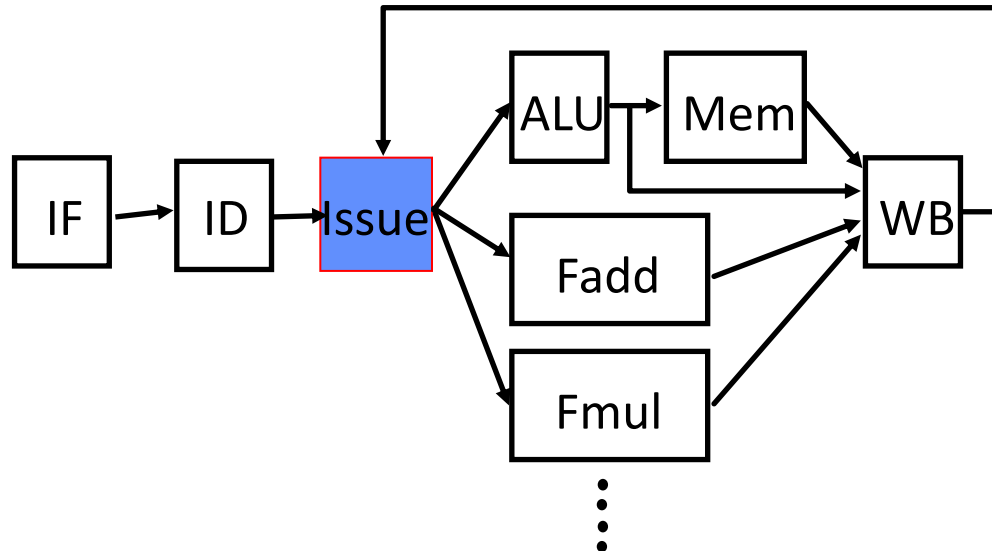 IF
ID
Issue
ALU
Mem
Fadd
Fmul
WB